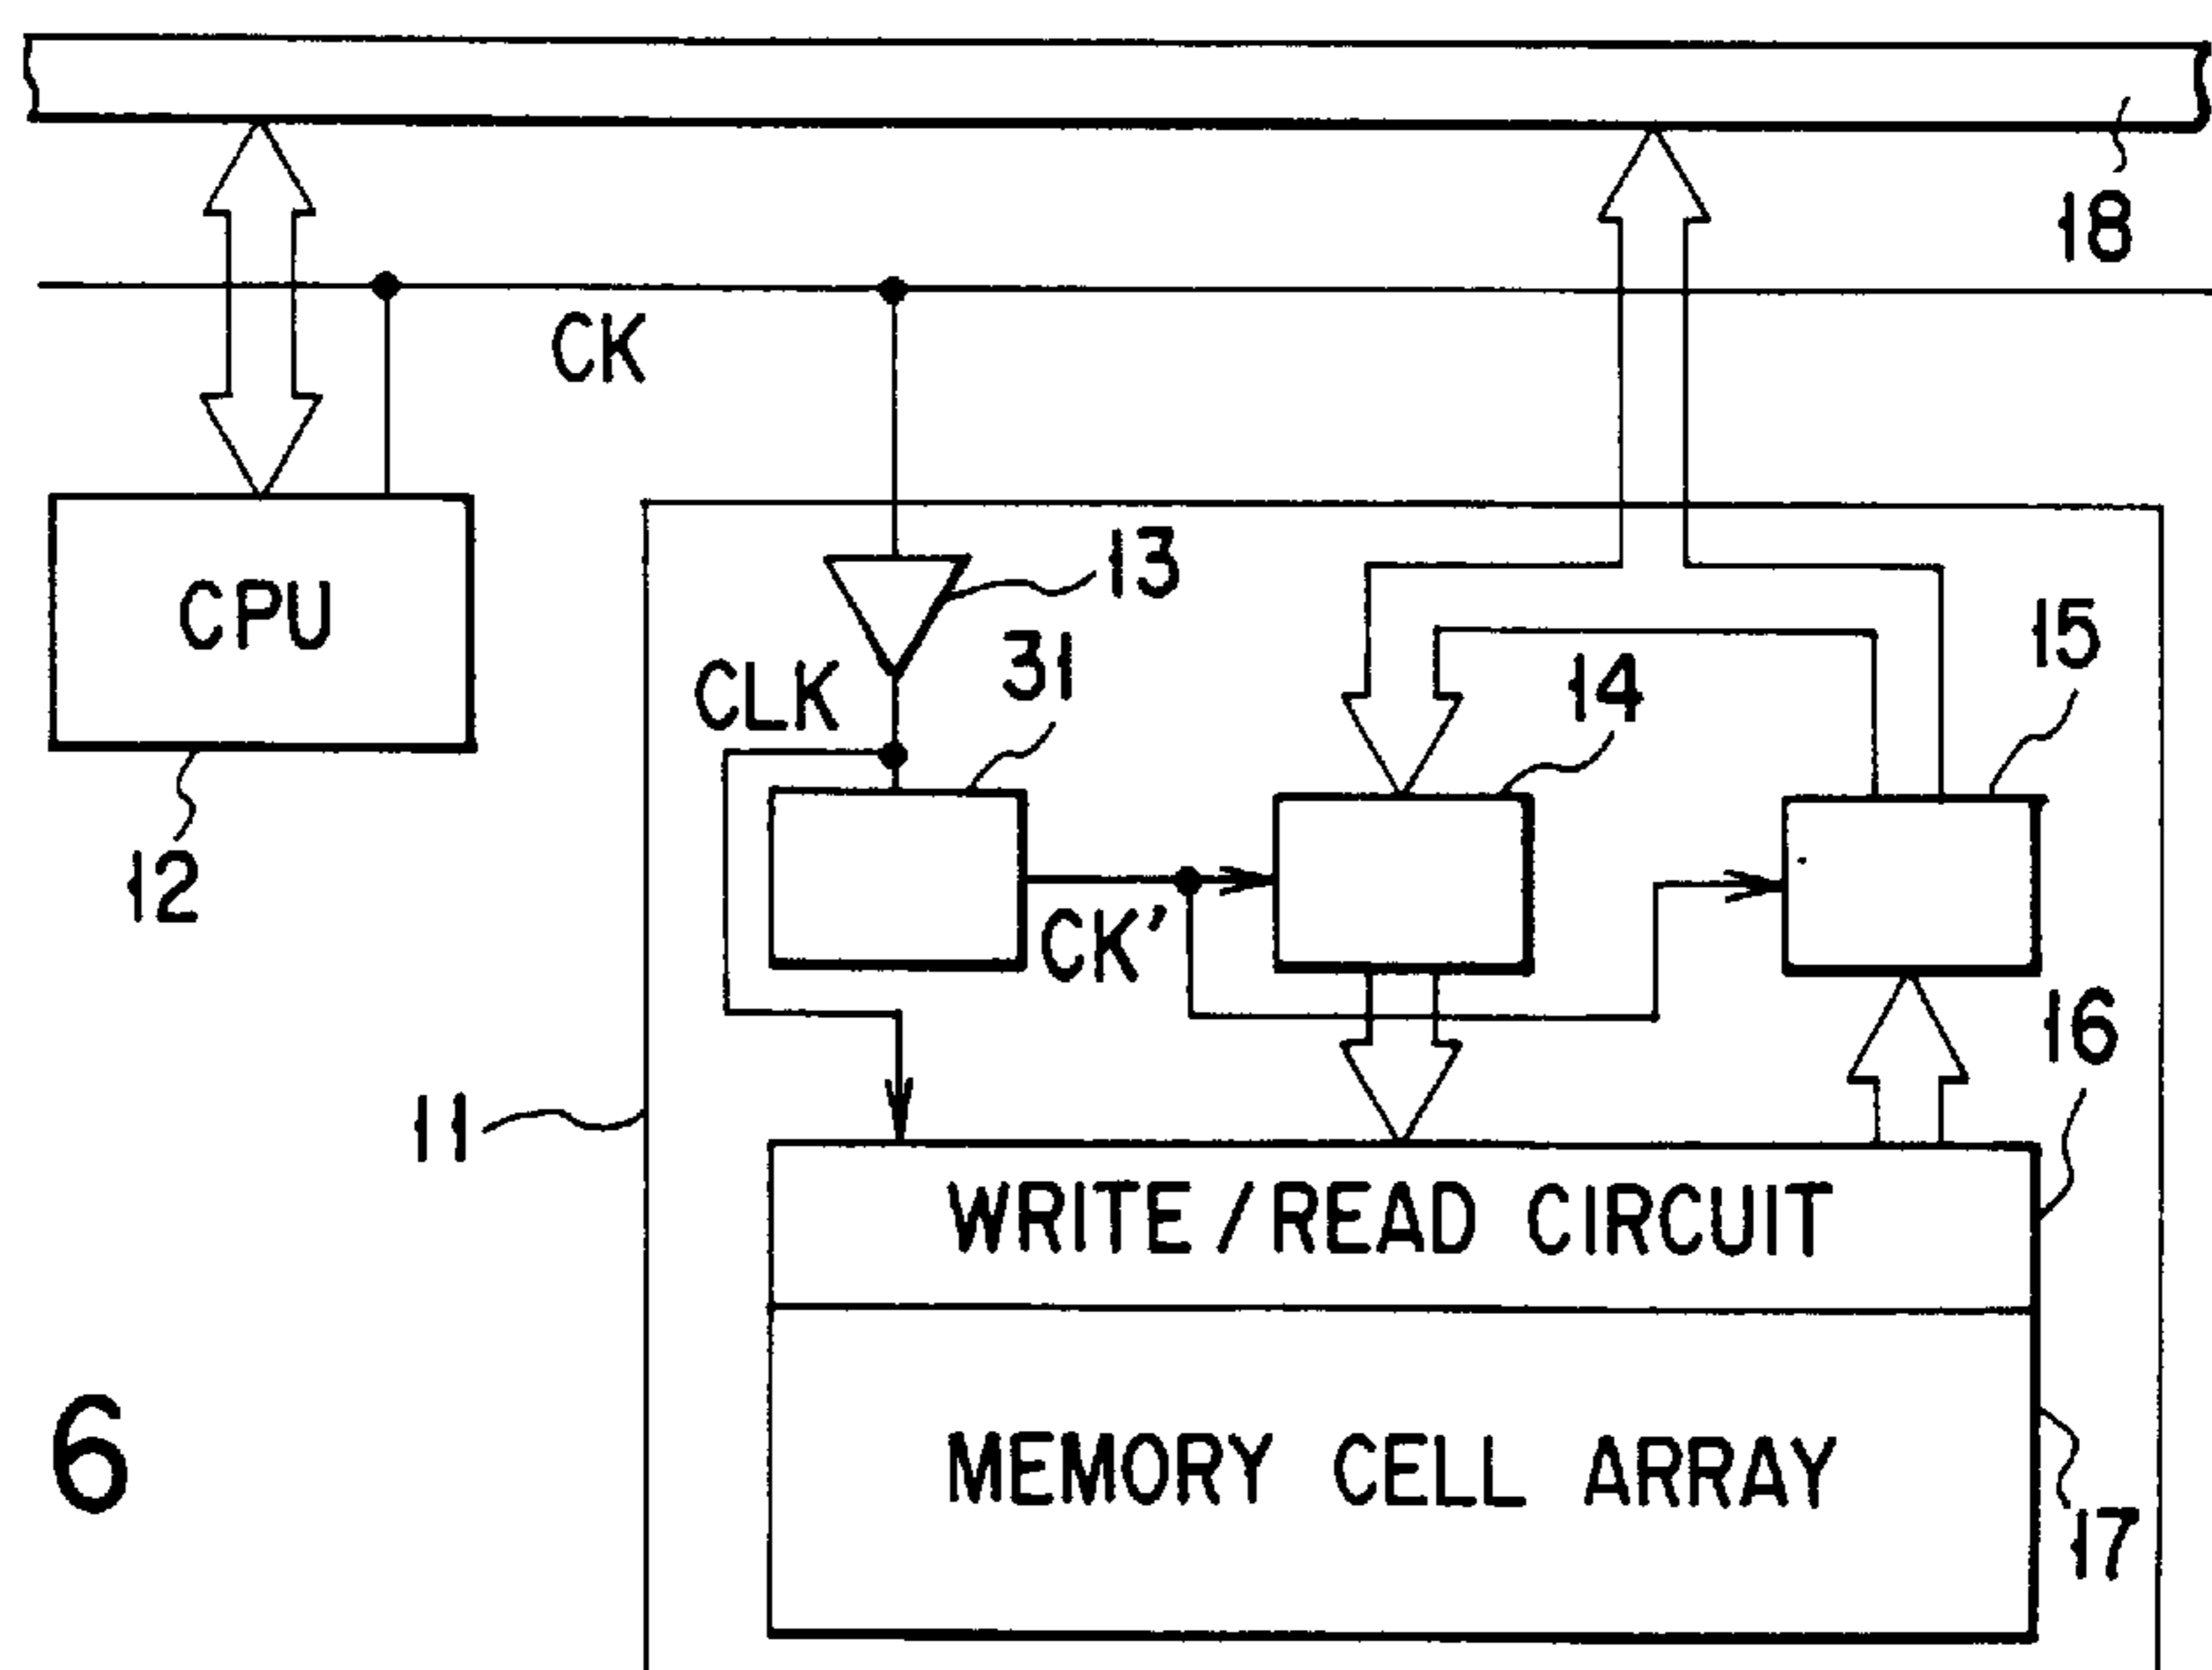 18
CK
13
CPU
15
31
14
CLK
12
CK'
16
11
WRITE/READ CIRCUIT
6
MEMORY CELL ARRAY
17